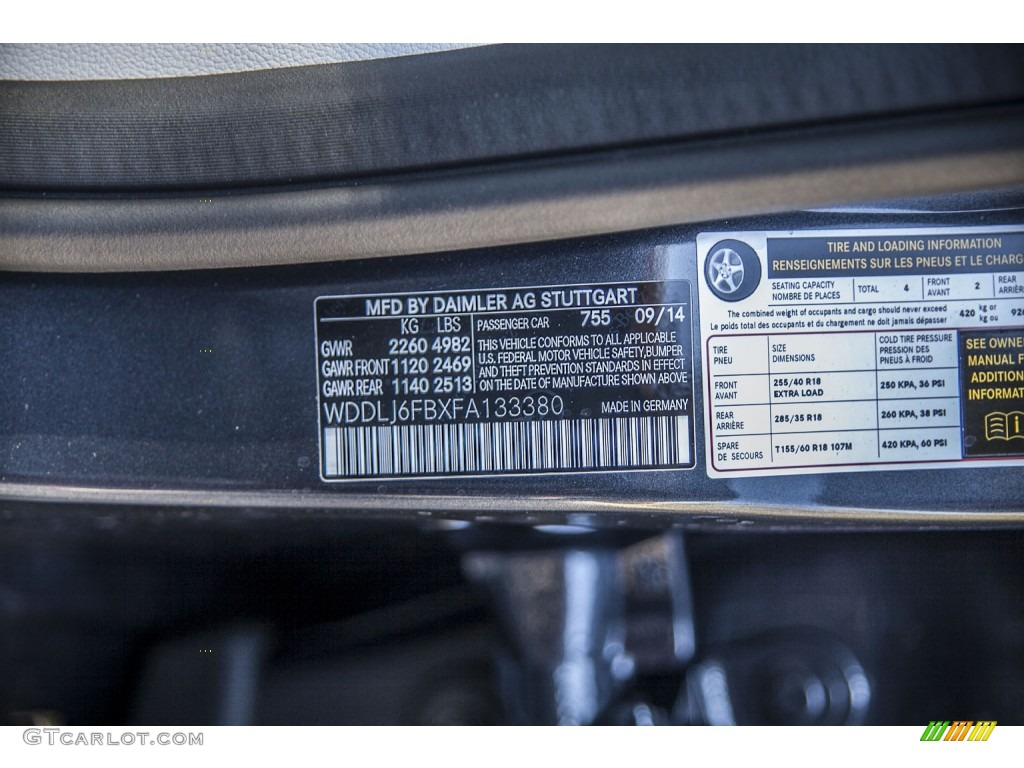 MFD BY DAIMLER AG STUTTGART
KG LBS
GVWR 2260 4982
GAWR FRONT 1120 2469
GAWR REAR 1140 2513
PASSENGER CAR 755 09/14
THIS VEHICLE CONFORMS TO ALL APPLICABLE
U.S. FEDERAL MOTOR VEHICLE SAFETY, BUMPER
AND THEFT PREVENTION STANDARDS IN EFFECT
ON THE DATE OF MANUFACTURE SHOWN ABOVE
WDDLJ6FBXFA133380 MADE IN GERMANY
TIRE AND LOADING INFORMATION
RENSEIGNEMENTS SUR LES PNEUS ET LE CHARG
SEATING CAPACITY
NOMBRE DE PLACES
TOTAL 4
FRONT
AVANT
2
REAR
ARRIÈR
The combined weight of occupants and cargo should never exceed
Le poids total des occupants et du chargement ne doit jamais dépasser
420 kg or
kg ou
926
TIRE
PNEU
SIZE
DIMENSIONS
COLD TIRE PRESSURE
PRESSION DES
PNEUS À FROID
FRONT
AVANT
255/40 R18
EXTRA LOAD
250 KPA, 36 PSI
REAR
ARRIÈRE
285/35 R18
260 KPA, 38 PSI
SPARE
DE SECOURS
T155/60 R18 107M
420 KPA, 60 PSI
SEE OWNE
MANUAL F
ADDITION
INFORMAT
GTcarlot.com